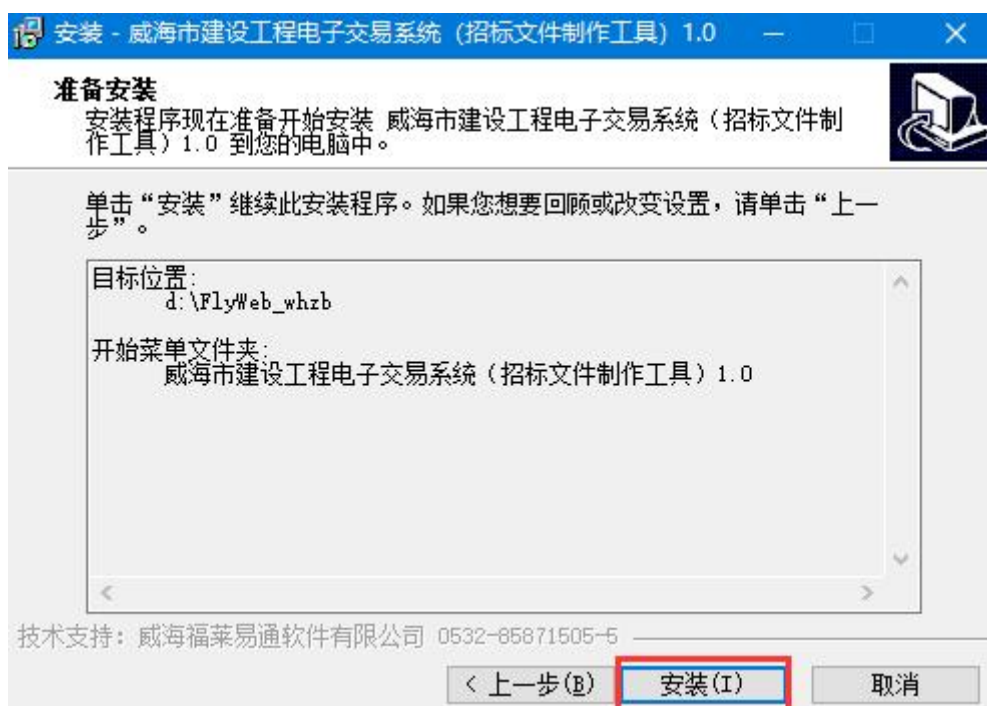 安装 - 威海市建设工程电子交易系统（招标文件制作工具）1.0
准备安装
安装程序现在准备开始安装 威海市建设工程电子交易系统（招标文件制
作工具）1.0 到您的电脑中。
单击“安装”继续此安装程序。如果您想要回顾或改变设置，请单击“上一
步”。
目标位置:
d:\FlyWeb_whzb
开始菜单文件夹:
威海市建设工程电子交易系统（招标文件制作工具）1.0
技术支持: 威海福莱易通软件有限公司 0532-85871505-5
< 上一步(B)
安装(I)
取消